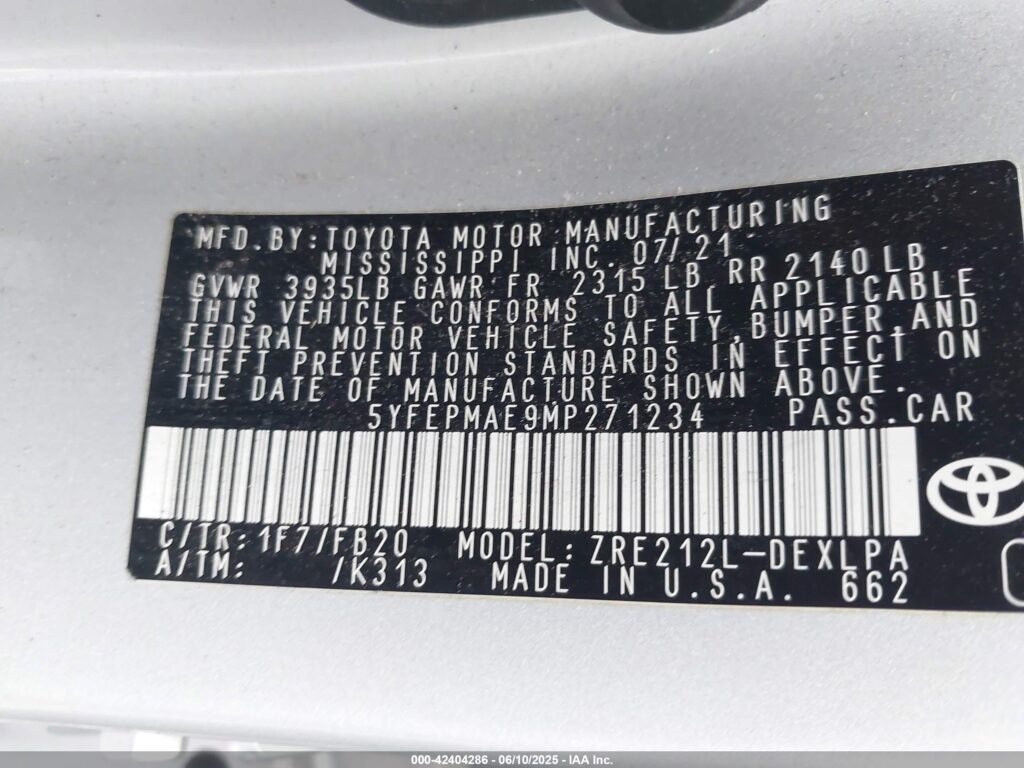 MFD.BY:TOYOTA MOTOR MANUFACTURING
MISSISSIPPI INC. 07/21
GVWR 3935LB GAWR FR 2315 LB, RR 2140LB
THIS VEHICLE CONFORMS TO ALL APPLICABLE
FEDERAL MOTOR VEHICLE SAFETY,BUMPER,AND
THEFT PREVENTION STANDARDS IN EFFECT ON
THE DATE OF MANUFACTURE SHOWN ABOVE.
5YFEPMAE9MP271234 PASS.CAR
C/TR:1F7/FB20 MODEL:ZRE212L-DEXLPA
A/TM: /K313 MADE IN U.S.A. 662
000-42404286 - 06/10/2025 - IAA Inc.